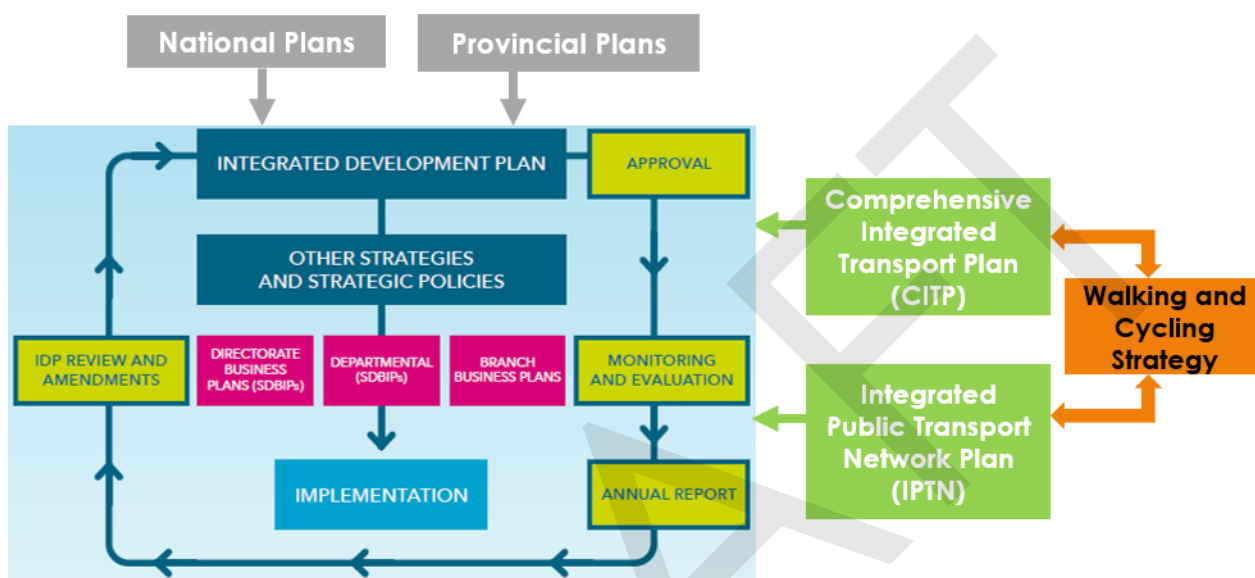 National Plans
Provincial Plans
INTEGRATED DEVELOPMENT PLAN
APPROVAL
OTHER STRATEGIES
AND STRATEGIC POLICIES
IDP REVIEW AND
AMENDMENTS
DIRECTORATE
BUSINESS
PLANS (SDBIPs)
DEPARTMENTAL
(SDBIPs)
BRANCH
BUSINESS PLANS
MONITORING
AND EVALUATION
IMPLEMENTATION
ANNUAL REPORT
Comprehensive
Integrated
Transport Plan
(CITP)
Integrated
Public Transport
Network Plan
(IPTN)
Walking and
Cycling
Strategy